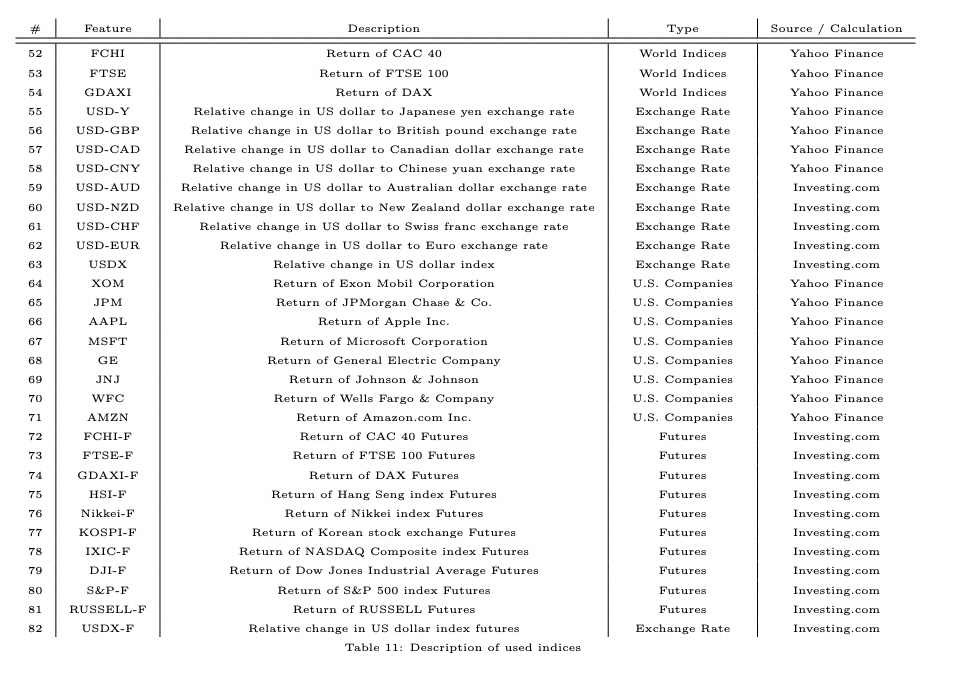 # Feature Description Type Source / Calculation
52 FCHI Return of CAC 40 World Indices Yahoo Finance
53 FTSE Return of FTSE 100 World Indices Yahoo Finance
54 GDAXI Return of DAX World Indices Yahoo Finance
55 USD-Y Relative change in US dollar to Japanese yen exchange rate Exchange Rate Yahoo Finance
56 USD-GBP Relative change in US dollar to British pound exchange rate Exchange Rate Yahoo Finance
57 USD-CAD Relative change in US dollar to Canadian dollar exchange rate Exchange Rate Yahoo Finance
58 USD-CNY Relative change in US dollar to Chinese yuan exchange rate Exchange Rate Yahoo Finance
59 USD-AUD Relative change in US dollar to Australian dollar exchange rate Exchange Rate Investing.com
60 USD-NZD Relative change in US dollar to New Zealand dollar exchange rate Exchange Rate Investing.com
61 USD-CHF Relative change in US dollar to Swiss franc exchange rate Exchange Rate Investing.com
62 USD-EUR Relative change in US dollar to Euro exchange rate Exchange Rate Investing.com
63 USDX Relative change in US dollar index Exchange Rate Investing.com
64 XOM Return of Exon Mobil Corporation U.S. Companies Yahoo Finance
65 JPM Return of JPMorgan Chase & Co. U.S. Companies Yahoo Finance
66 AAPL Return of Apple Inc. U.S. Companies Yahoo Finance
67 MSFT Return of Microsoft Corporation U.S. Companies Yahoo Finance
68 GE Return of General Electric Company U.S. Companies Yahoo Finance
69 JNJ Return of Johnson & Johnson U.S. Companies Yahoo Finance
70 WFC Return of Wells Fargo & Company U.S. Companies Yahoo Finance
71 AMZN Return of Amazon.com Inc. U.S. Companies Yahoo Finance
72 FCHI-F Return of CAC 40 Futures Futures Investing.com
73 FTSE-F Return of FTSE 100 Futures Futures Investing.com
74 GDAXI-F Return of DAX Futures Futures Investing.com
75 HSI-F Return of Hang Seng index Futures Futures Investing.com
76 Nikkei-F Return of Nikkei index Futures Futures Investing.com
77 KOSPI-F Return of Korean stock exchange Futures Futures Investing.com
78 IXIC-F Return of NASDAQ Composite index Futures Futures Investing.com
79 DJI-F Return of Dow Jones Industrial Average Futures Futures Investing.com
80 S&P-F Return of S&P 500 index Futures Futures Investing.com
81 RUSSELL-F Return of RUSSELL Futures Futures Investing.com
82 USDX-F Relative change in US dollar index futures Exchange Rate Investing.com
Table 11: Description of used indices